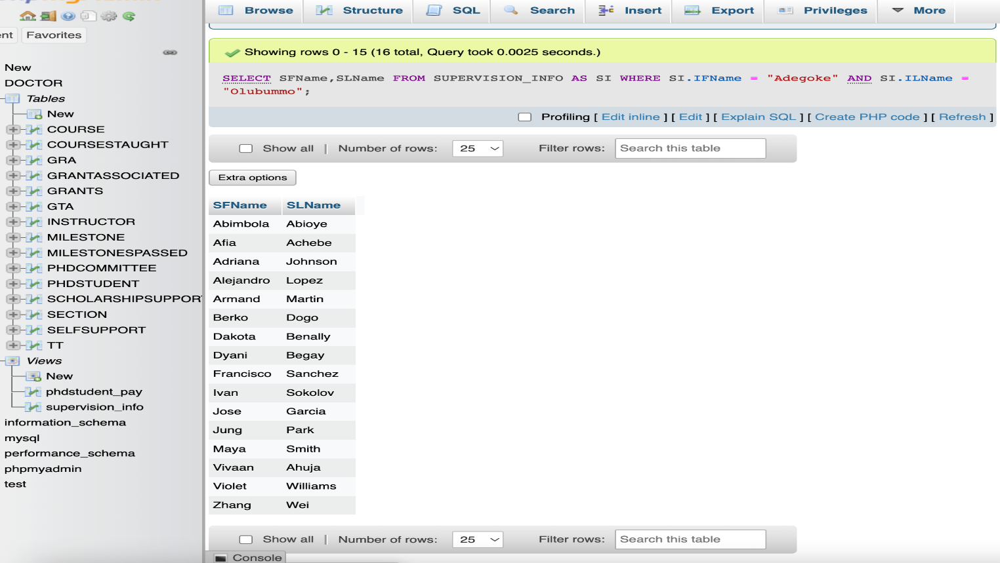 Browse
Structure
SQL
Search
Insert
Export
Privileges
More
ent
Favorites
New
DOCTOR
Tables
New
COURSE
COURSESTAUGHT
GRA
GRANTASSOCIATED
GRANTS
GTA
INSTRUCTOR
MILESTONE
MILESTONESPASSED
PHDCOMMITTEE
PHDSTUDENT
SCHOLARSHIPSUPPOR
SECTION
SELFSUPPORT
TT
Views
New
phdstudent_pay
supervision_info
information_schema
mysql
performance_schema
phpmyadmin
test
Showing rows 0 - 15 (16 total, Query took 0.0025 seconds.)
SELECT SFName,SLName FROM SUPERVISION_INFO AS SI WHERE SI.IFName = "Adegoke" AND SI.ILName =
"Olubummo";
Profiling [ Edit inline ] [ Edit ] [ Explain SQL ] [ Create PHP code ] [ Refresh ]
Show all | Number of rows: 25 Filter rows: Search this table
Extra options
SFName SLName
Abimbola Abioye
Afia Achebe
Adriana Johnson
Alejandro Lopez
Armand Martin
Berko Dogo
Dakota Benally
Dyani Begay
Francisco Sanchez
Ivan Sokolov
Jose Garcia
Jung Park
Maya Smith
Vivaan Ahuja
Violet Williams
Zhang Wei
Show all | Number of rows: 25 Filter rows: Search this table
Console